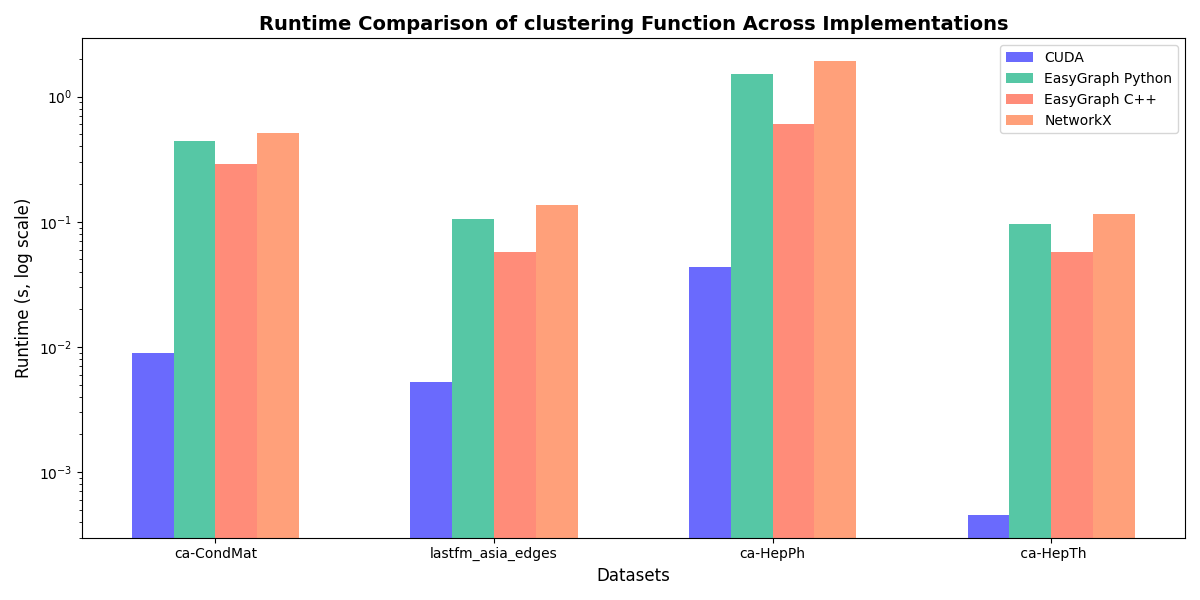 Runtime Comparison of clustering Function Across Implementations
CUDA
EasyGraph Python
EasyGraph C++
NetworkX
Runtime (s, log scale)
10⁰
10⁻¹
10⁻²
10⁻³
ca-CondMat
lastfm_asia_edges
ca-HepPh
ca-HepTh
Datasets